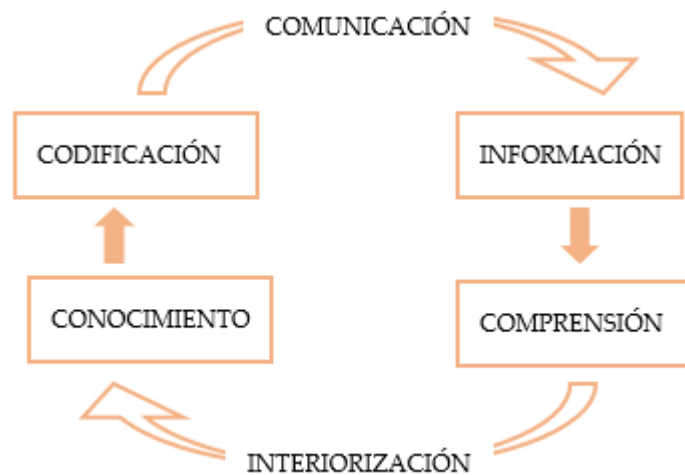 COMUNICACIÓN
CODIFICACIÓN
INFORMACIÓN
CONOCIMIENTO
COMPRENSIÓN
INTERIORIZACIÓN